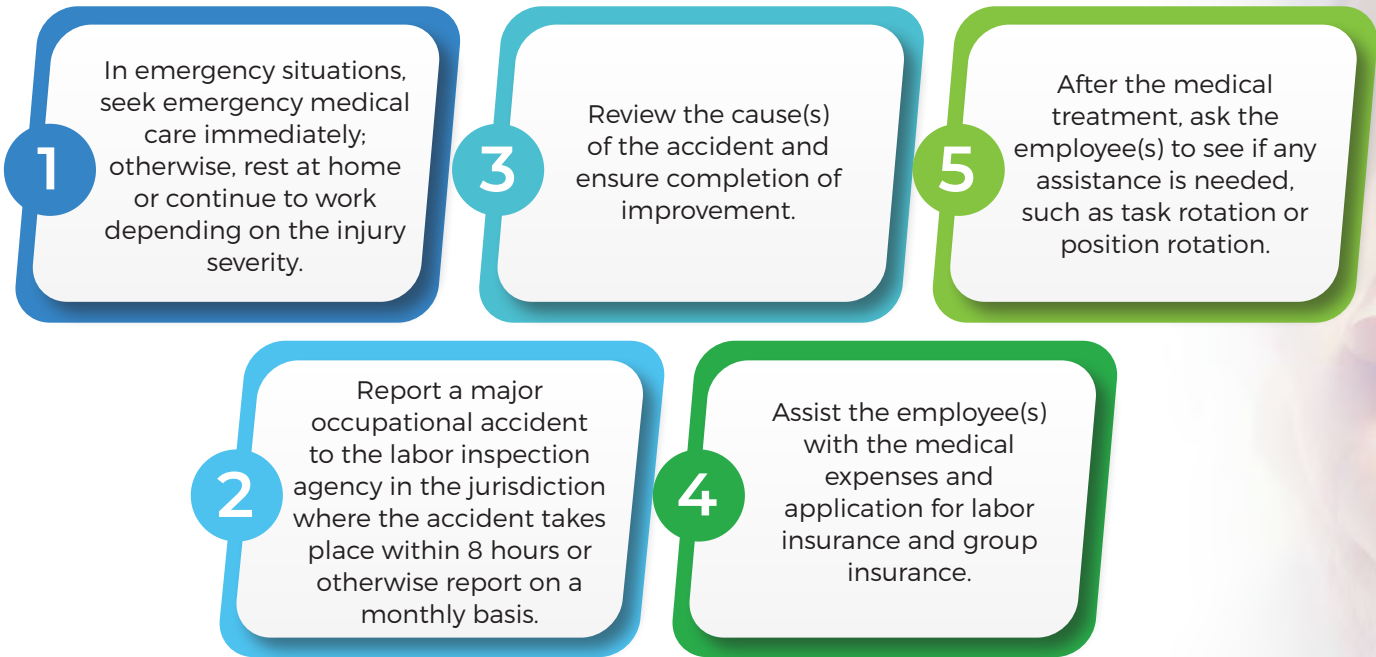 1
In emergency situations,
seek emergency medical
care immediately;
otherwise, rest at home
or continue to work
depending on the injury
severity.
2
Report a major
occupational accident
to the labor inspection
agency in the jurisdiction
where the accident takes
place within 8 hours or
otherwise report on a
monthly basis.
3
Review the cause(s)
of the accident and
ensure completion of
improvement.
4
Assist the employee(s)
with the medical
expenses and
application for labor
insurance and group
insurance.
5
After the medical
treatment, ask the
employee(s) to see if any
assistance is needed,
such as task rotation or
position rotation.